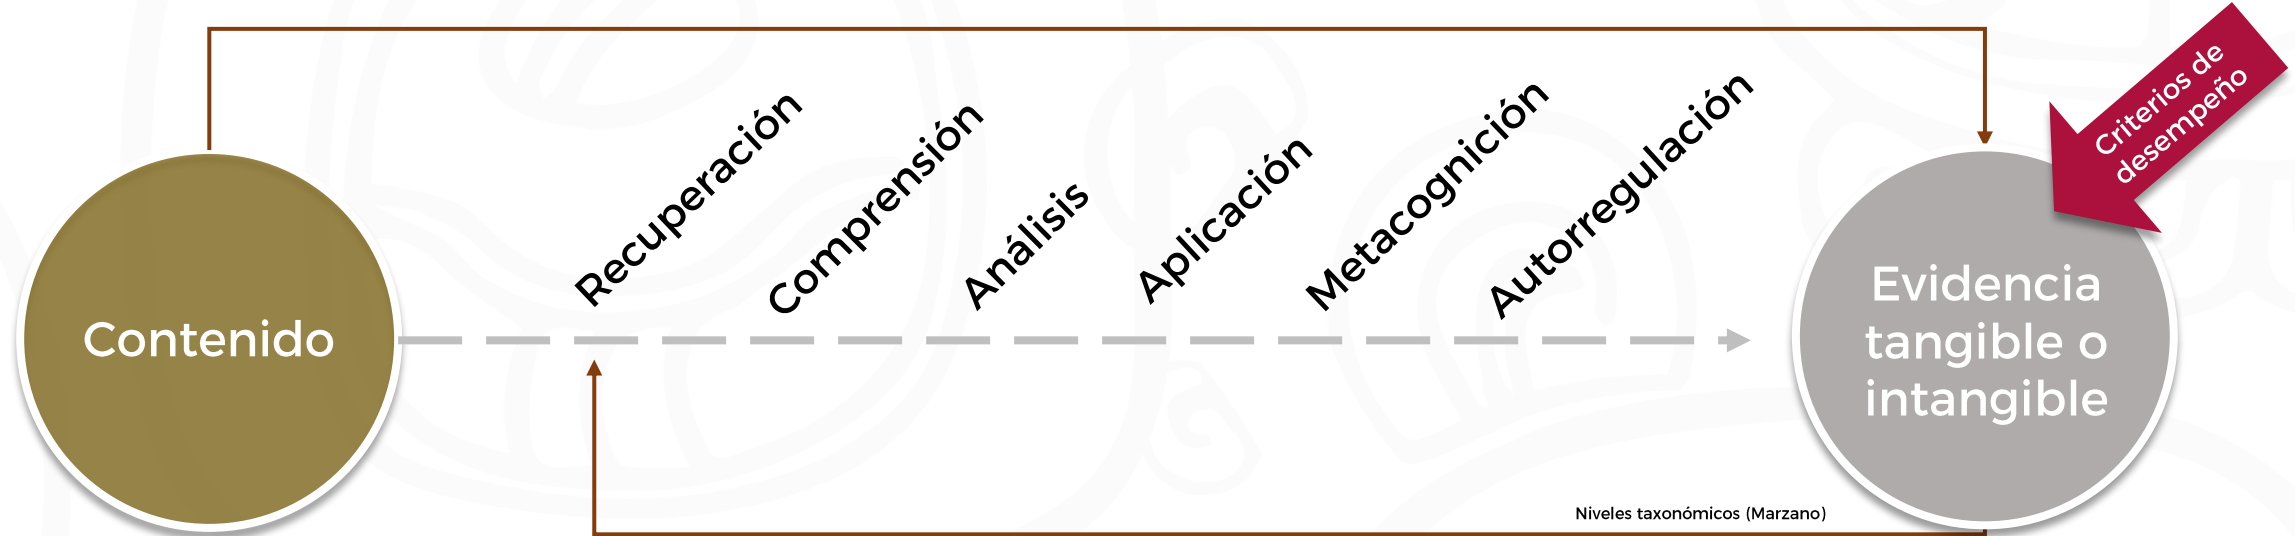 Contenido
Recuperación
Comprensión
Análisis
Aplicación
Metacognición
Autorregulación
Criterios de
desempeño
Evidencia
tangible o
intangible
Niveles taxonómicos (Marzano)